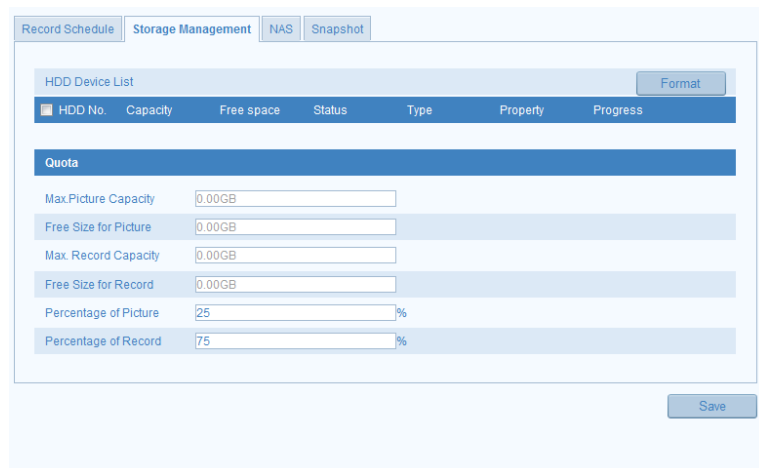 Record Schedule Storage Management NAS Snapshot
HDD Device List Format
HDD No. Capacity Free space Status Type Property Progress
Quota
Max.Picture Capacity 0.00GB
Free Size for Picture 0.00GB
Max. Record Capacity 0.00GB
Free Size for Record 0.00GB
Percentage of Picture 25 %
Percentage of Record 75 %
Save